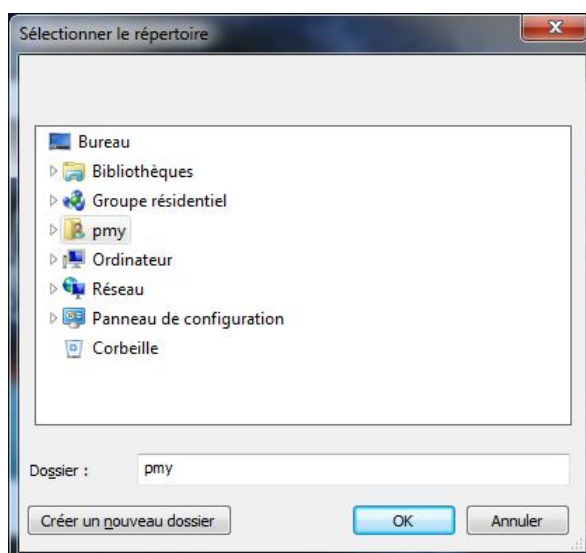 Sélectionner le répertoire
Bureau
Bibliothèques
Groupe résidentiel
pmy
Ordinateur
Réseau
Panneau de configuration
Corbeille
Dossier : pmy
Créer un nouveau dossier OK Annuler